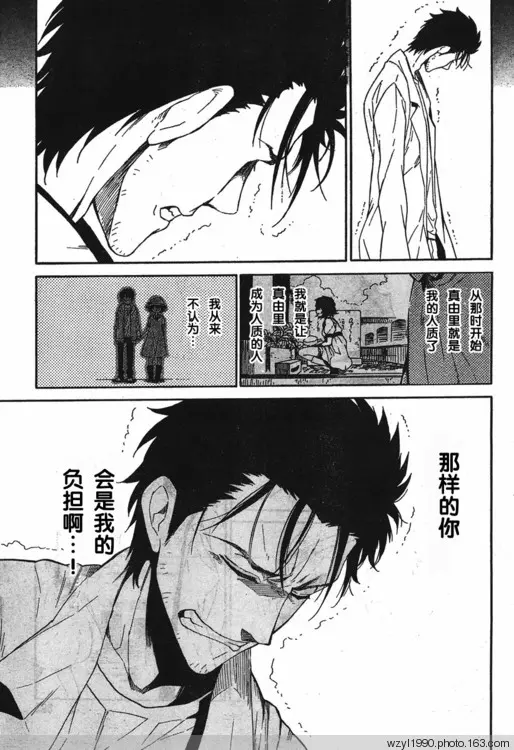 从那时开始
真由里就是
我的人质了
我就是让
真由里
成为人质的人
我从来
不认为…
那样的你
会是我的
负担啊…！
wzyl1990.photo.163.com